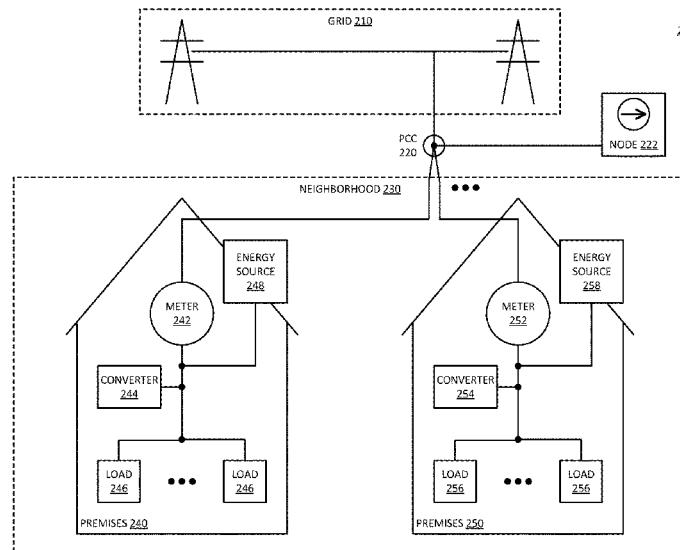 GRID 210
PCC
220
NODE 222
NEIGHBORHOOD 230
ENERGY
SOURCE
248
METER
242
CONVERTER
244
LOAD
246
LOAD
246
PREMISES 240
ENERGY
SOURCE
258
METER
252
CONVERTER
254
LOAD
256
LOAD
256
PREMISES 250